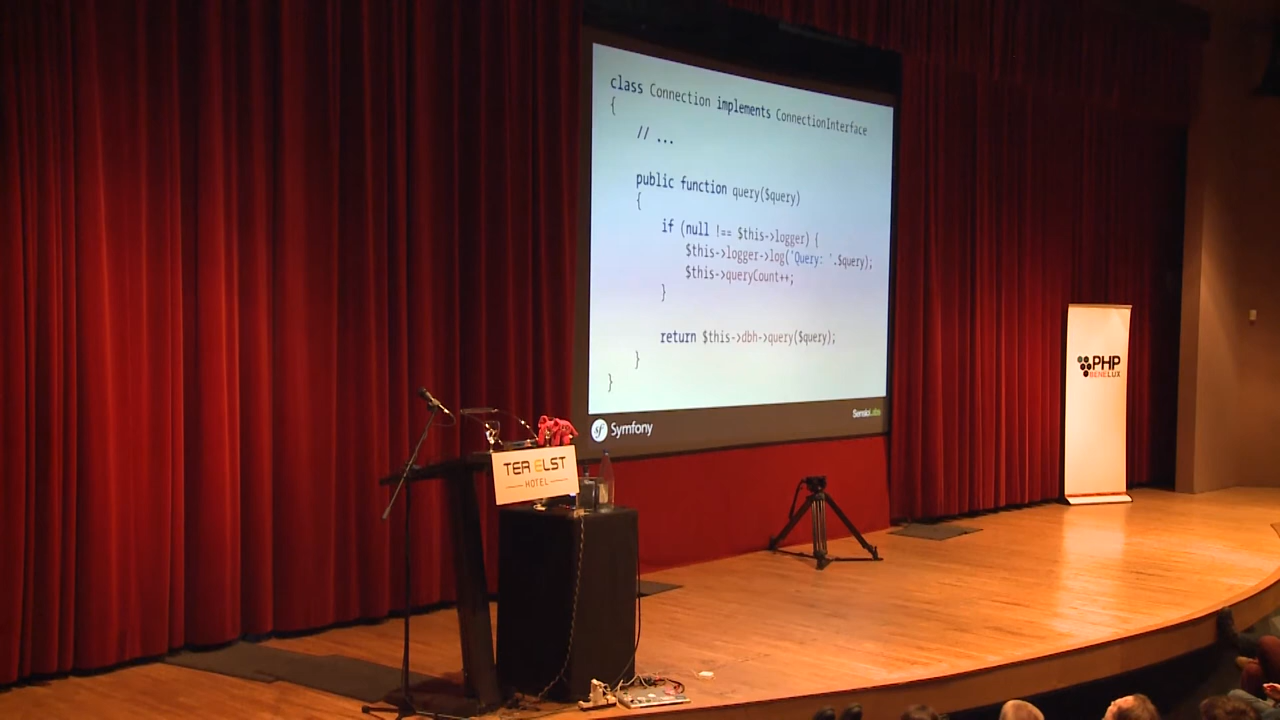 class Connection implements ConnectionInterface
{
// ...
public function query($query)
{
if (null !== $this->logger) {
$this->logger->log('Query: '.$query);
$this->queryCount++;
}
return $this->dbh->query($query);
}
}
sf Symfony
SensioLabs
TER ELST
HOTEL
PHP
BENELUX